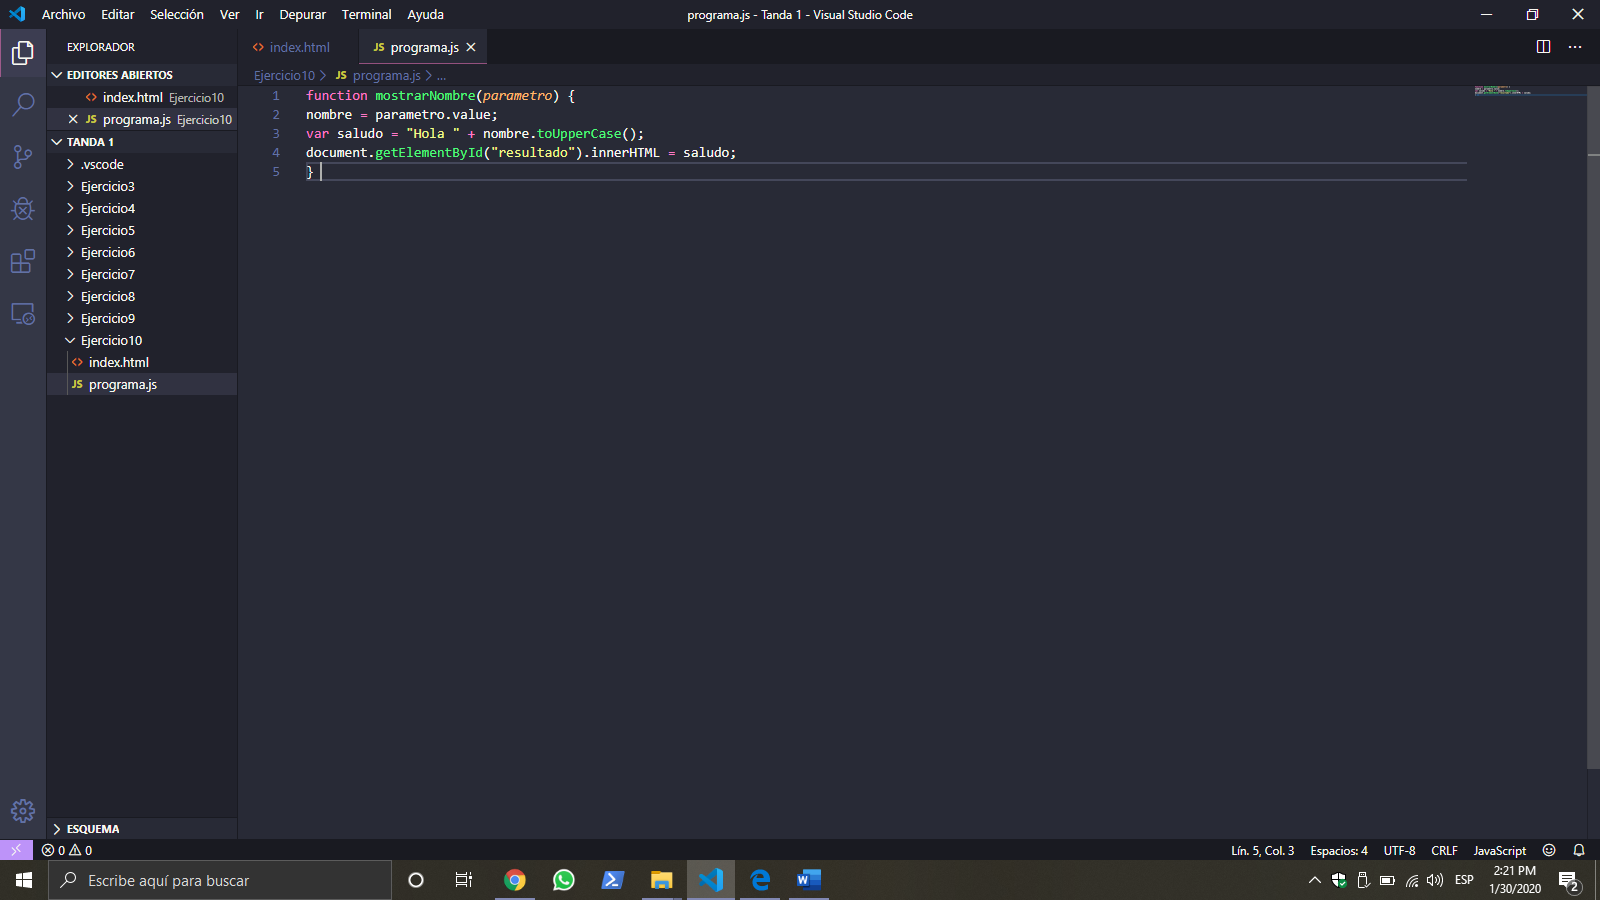 Archivo Editar Selección Ver Ir Depurar Terminal Ayuda
programa.js - Tanda 1 - Visual Studio Code
EXPLORADOR
EDITORES ABIERTOS
index.html Ejercicio10
JS programa.js Ejercicio10
TANDA 1
.vscode
Ejercicio3
Ejercicio4
Ejercicio5
Ejercicio6
Ejercicio7
Ejercicio8
Ejercicio9
Ejercicio10
index.html
JS programa.js
ESQUEMA
index.html
JS programa.js
Ejercicio10 > JS programa.js > ...
1 function mostrarNombre(parametro) {
2 nombre = parametro.value;
3 var saludo = "Hola " + nombre.toUpperCase();
4 document.getElementById("resultado").innerHTML = saludo;
5 }
0 0
Lín. 5, Col. 3 Espacios: 4 UTF-8 CRLF JavaScript
Escribe aquí para buscar
ESP
2:21 PM
1/30/2020
2